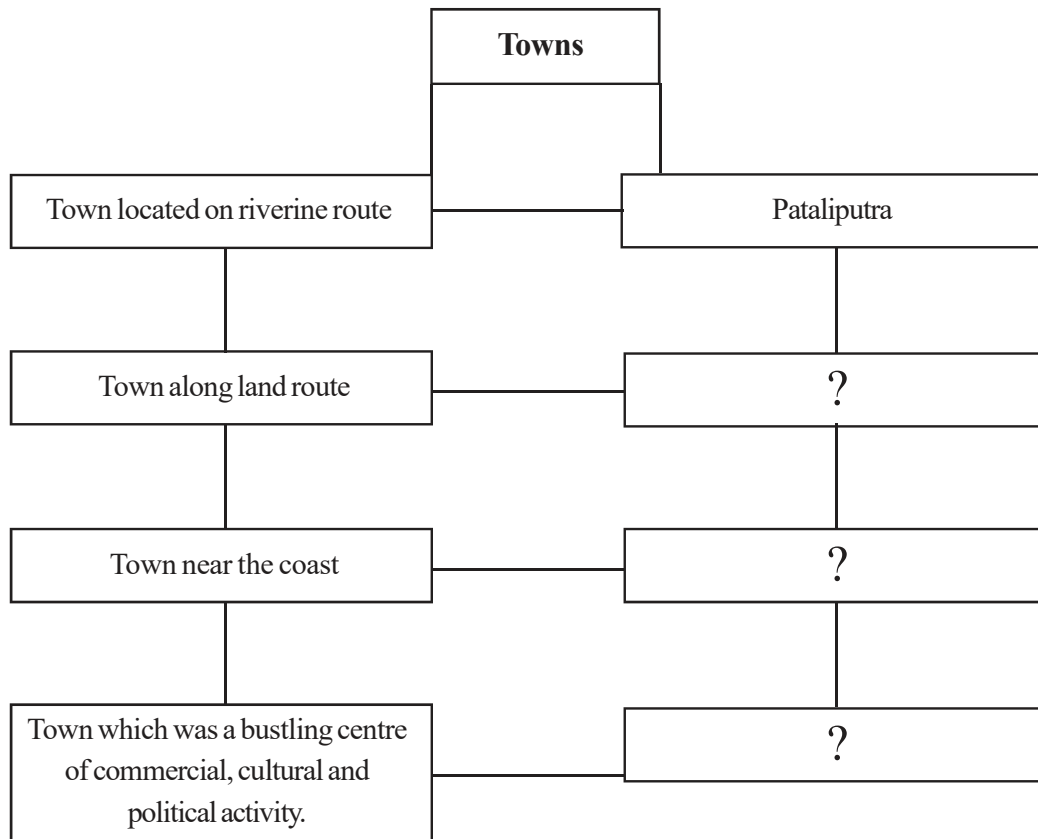 Towns
Town located on riverine route
Pataliputra
Town along land route
?
Town near the coast
?
Town which was a bustling centre
of commercial, cultural and
political activity.
?